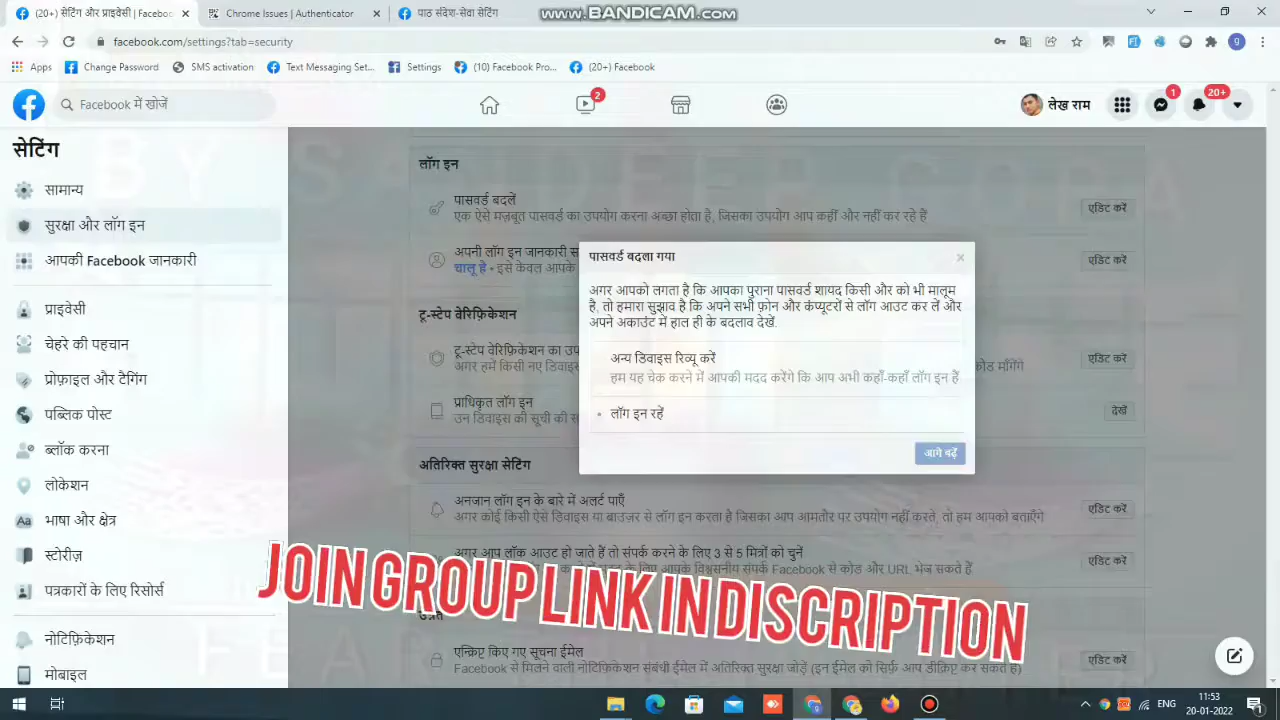 (20+) सेटिंग और प्राइवेसी | Facebo
Chrome Issues | Authenticator
पाठ संदेश-सेवा सेटिंग
www.BANDICAM.com
facebook.com/settings?tab=security
Apps
Change Password
SMS activation
Text Messaging Set...
Settings
(10) Facebook Pro...
(20+) Facebook
Facebook में खोजें
2
लेख राम
1
20+
सेटिंग
सामान्य
सुरक्षा और लॉग इन
आपकी Facebook जानकारी
प्राइवेसी
चेहरे की पहचान
प्रोफ़ाइल और टैगिंग
पब्लिक पोस्ट
ब्लॉक करना
लोकेशन
भाषा और क्षेत्र
स्टोरीज़
पत्रकारों के लिए रिसोर्स
नोटिफ़िकेशन
मोबाइल
लॉग इन
पासवर्ड बदलें
एक ऐसे मज़बूत पासवर्ड का उपयोग करना अच्छा होता है, जिसका उपयोग आप कहीं और नहीं कर रहे हैं
एडिट करें
अपनी लॉग इन जानकारी स
चालू है • इसे केवल आपके
एडिट करें
टू-स्टेप वेरिफ़िकेशन
टू-स्टेप वेरिफ़िकेशन का उप
अगर हमें किसी नए डिवाइस
कोड माँगेंगे
एडिट करें
प्राधिकृत लॉग इन
उन डिवाइस की सूची की स
देखें
पासवर्ड बदला गया
अगर आपको लगता है कि आपका पुराना पासवर्ड शायद किसी और को भी मालूम
है, तो हमारा सुझाव है कि अपने सभी फ़ोन और कंप्यूटरों से लॉग आउट कर लें और
अपने अकाउंट में हाल ही के बदलाव देखें.
अन्य डिवाइस रिव्यू करें
हम यह चेक करने में आपकी मदद करेंगे कि आप अभी कहाँ-कहाँ लॉग इन हैं
लॉग इन रहें
आगे बढ़ें
अतिरिक्त सुरक्षा सेटिंग
अनजान लॉग इन के बारे में अलर्ट पाएँ
अगर कोई किसी ऐसे डिवाइस या ब्राउज़र से लॉग इन करता है जिसका आप आमतौर पर उपयोग नहीं करते, तो हम आपको बताएँगे
एडिट करें
अगर आप लॉक आउट हो जाते हैं तो संपर्क करने के लिए 3 से 5 मित्रों को चुनें
के लिए आपके विश्वसनीय संपर्क Facebook से कोड और URL भेज सकते हैं
एडिट करें
JOIN GROUP LINK IN DISCRIPTION
उन्नत
एन्क्रिप्ट किए गए सूचना ईमेल
Facebook से मिलने वाली नोटिफ़िकेशन संबंधी ईमेल में अतिरिक्त सुरक्षा जोड़ें (इन ईमेल को सिर्फ़ आप डीक्रिप्ट कर सकते हैं)
एडिट करें
ENG
11:53
20-01-2022